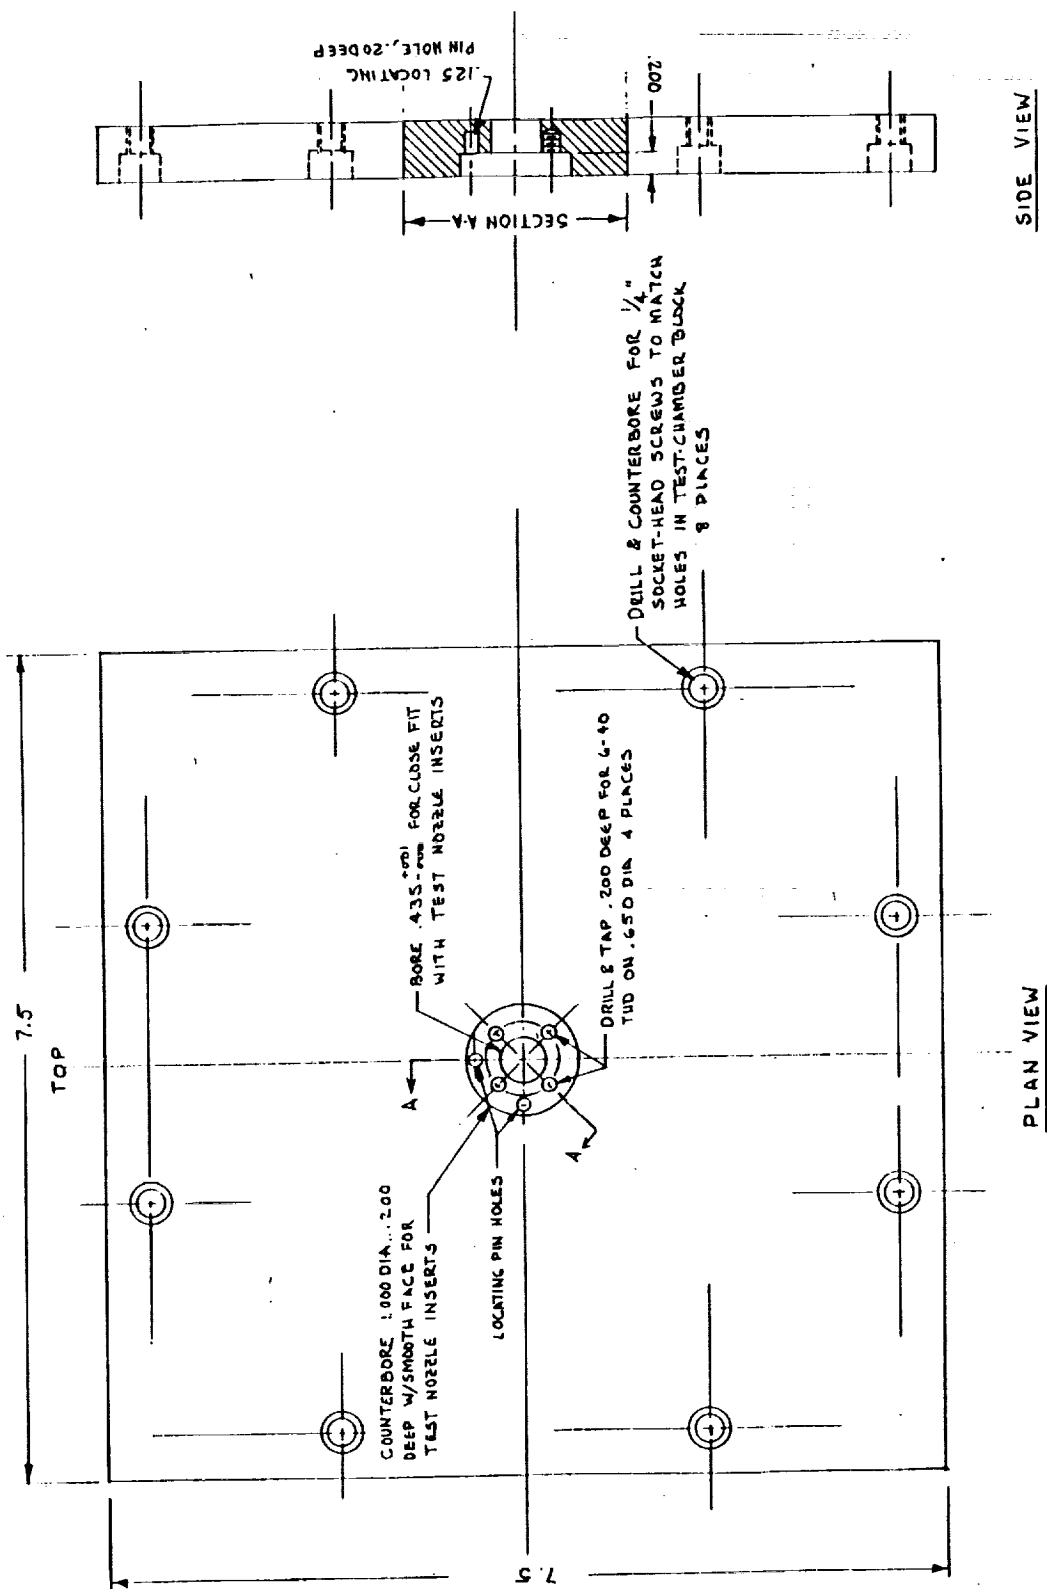 7.5
TOP
7.5
A
A
COUNTERBORE 1.000 DIA. .200
DEEP W/SMOOTH FACE FOR
TEST NOZZLE INSERTS
LOCATING PIN HOLES
BORE .435 +.001 FOR CLOSE FIT
WITH TEST NOZZLE INSERTS
DRILL & TAP .200 DEEP FOR 6-40
THD ON .650 DIA 4 PLACES
DRILL & COUNTERBORE FOR 1/4"
SOCKET-HEAD SCREWS TO MATCH
HOLES IN TEST-CHAMBER BLOCK
8 PLACES
PLAN VIEW
.125 LOCATING
PIN HOLE, .20 DEEP
.200
SECTION A-A
SIDE VIEW